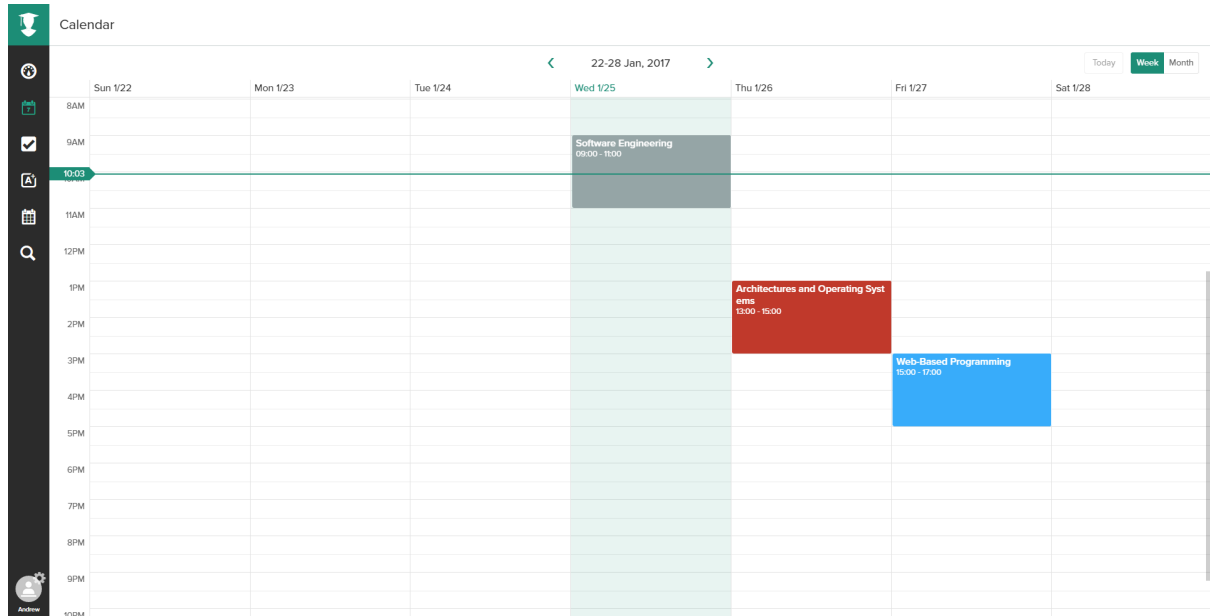 Calendar
22-28 Jan, 2017
Today
Week
Month
Sun 1/22
Mon 1/23
Tue 1/24
Wed 1/25
Thu 1/26
Fri 1/27
Sat 1/28
8AM
9AM
Software Engineering
09:00 - 11:00
10:03
11AM
12PM
1PM
Architectures and Operating Syst
ems
13:00 - 15:00
2PM
3PM
Web-Based Programming
15:00 - 17:00
4PM
5PM
6PM
7PM
8PM
9PM
Andrew
10PM